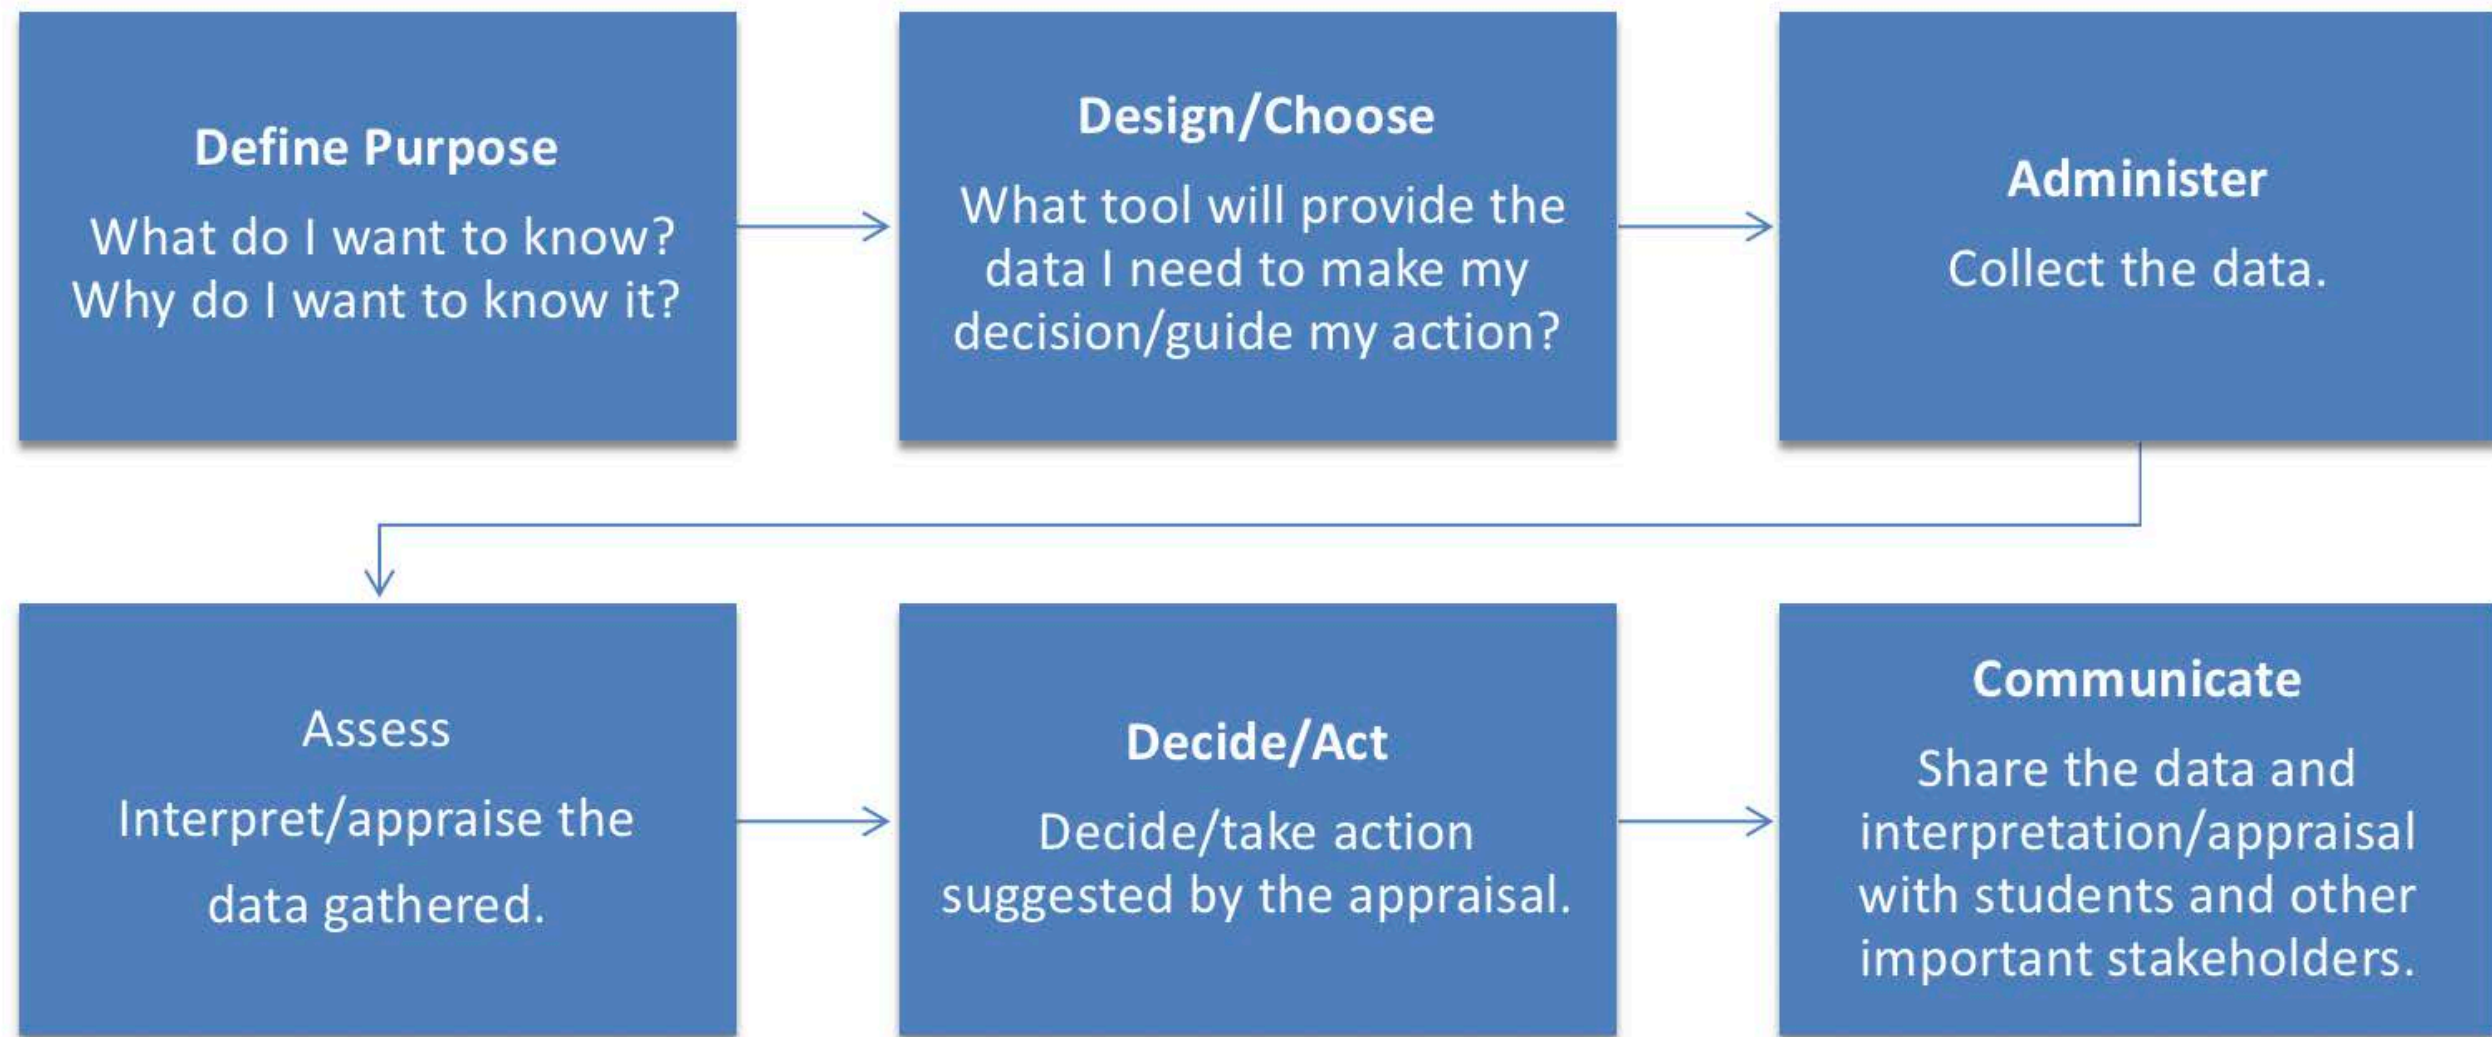 Define Purpose
What do I want to know?
Why do I want to know it?
Design/Choose
What tool will provide the
data I need to make my
decision/guide my action?
Administer
Collect the data.
Assess
Interpret/appraise the
data gathered.
Decide/Act
Decide/take action
suggested by the appraisal.
Communicate
Share the data and
interpretation/appraisal
with students and other
important stakeholders.